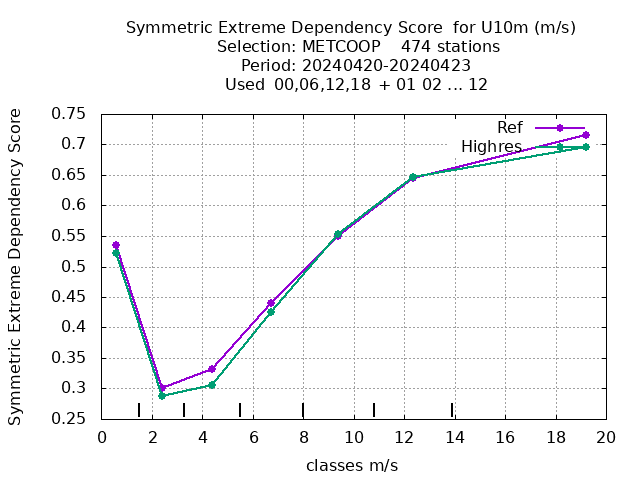 Symmetric Extreme Dependency Score  for U10m (m/s)
Selection: METCOOP    474 stations
Period: 20240420-20240423
Used  00,06,12,18 + 01 02 ... 12
Symmetric Extreme Dependency Score
0.75
0.7
0.65
0.6
0.55
0.5
0.45
0.4
0.35
0.3
0.25
Ref
Highres
0 2 4 6 8 10 12 14 16 18 20
classes m/s